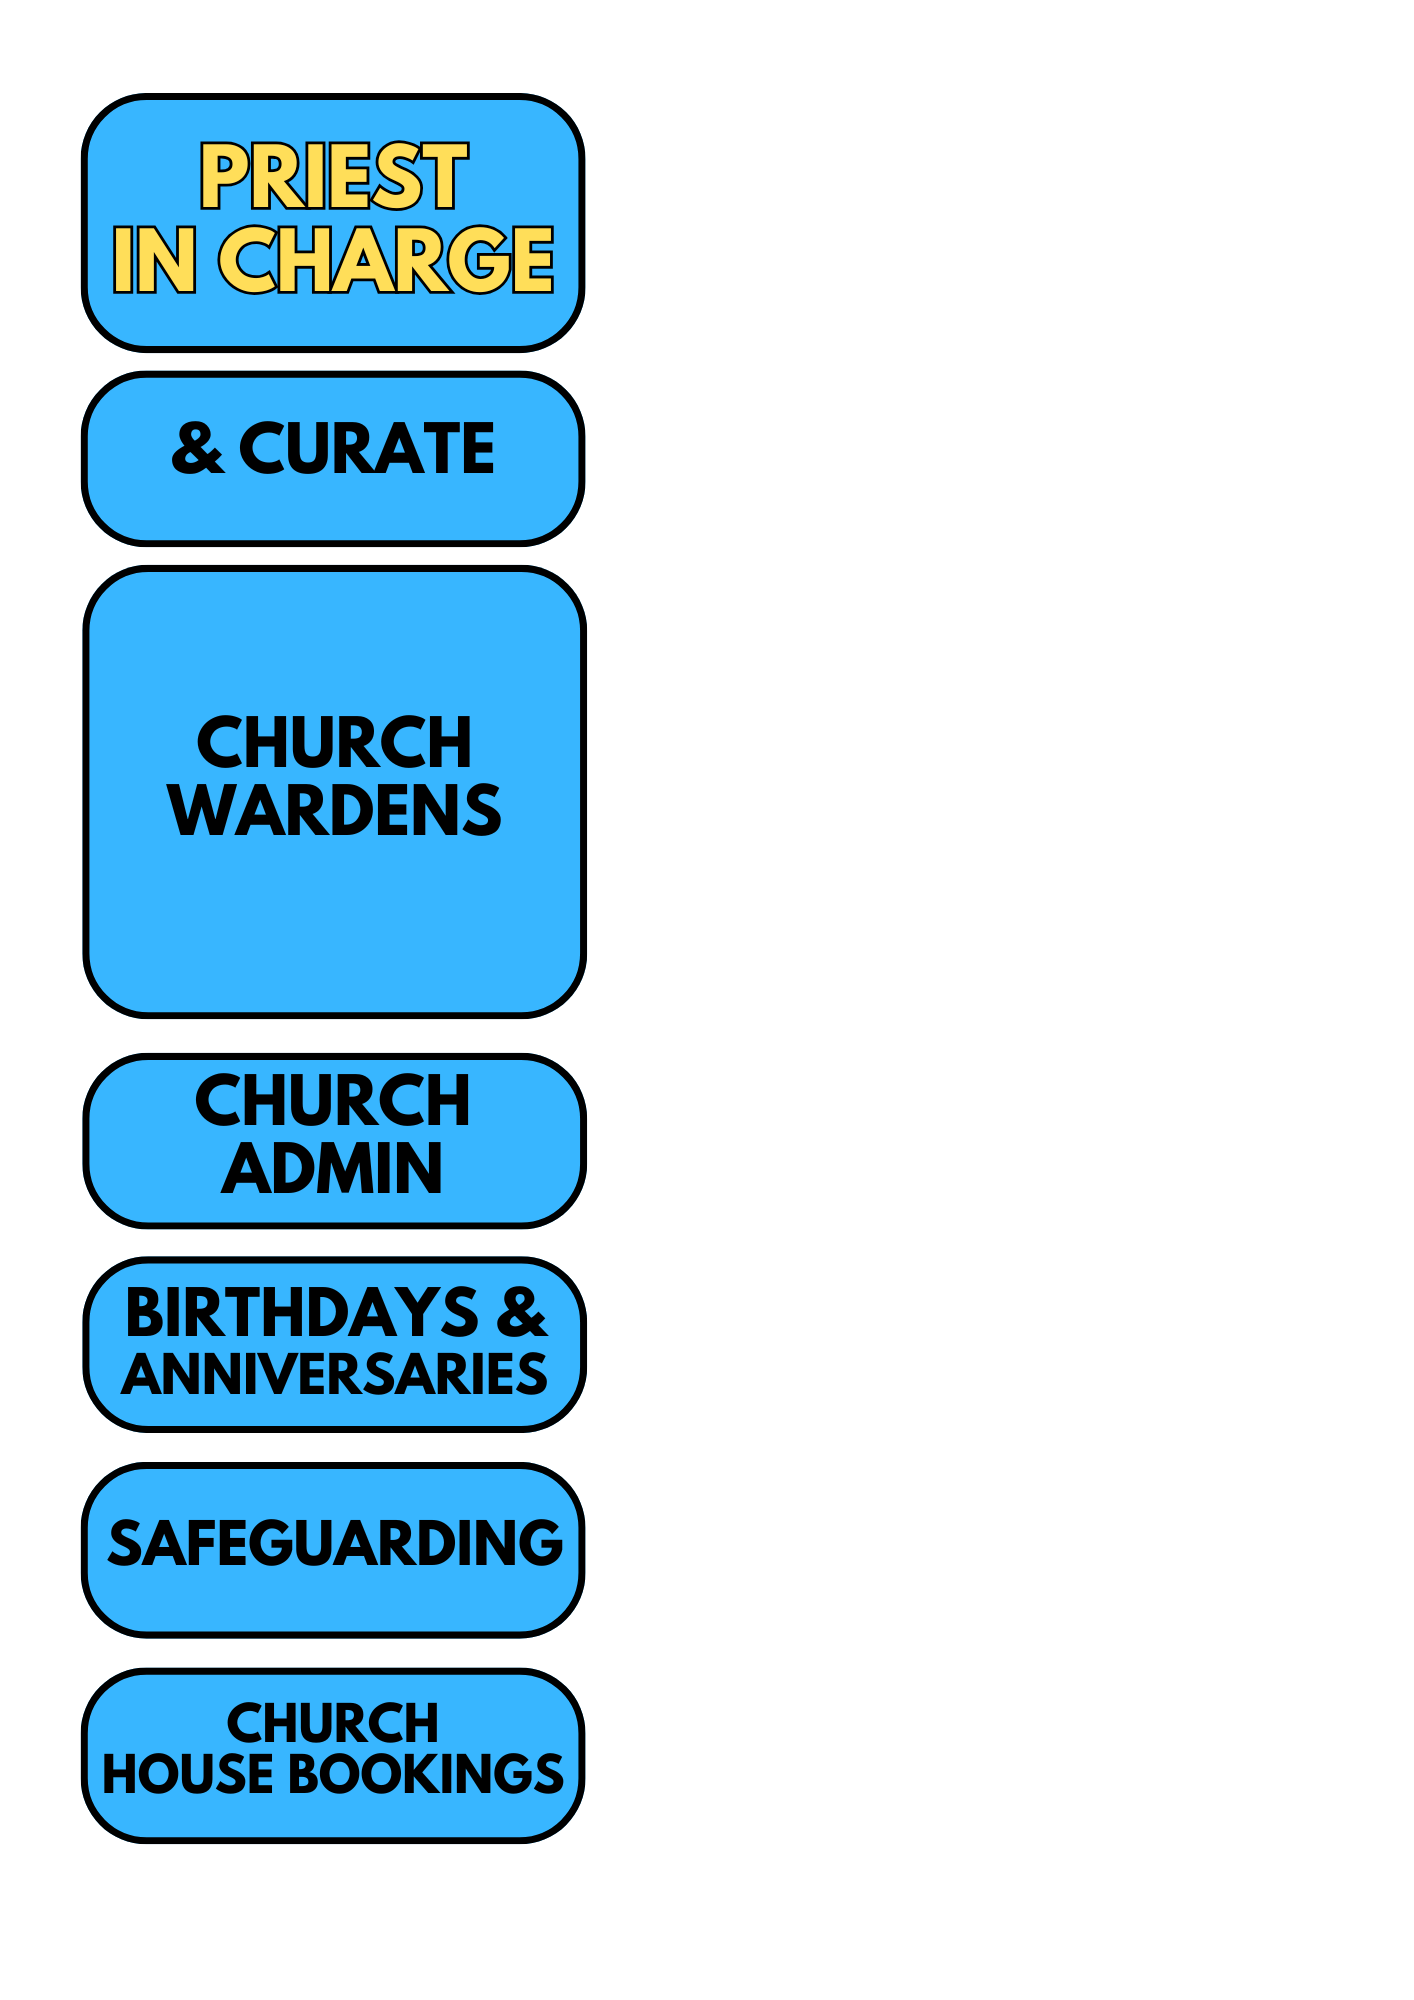 PRIEST
IN CHARGE
& CURATE
CHURCH
WARDENS
CHURCH
ADMIN
BIRTHDAYS &
ANNIVERSARIES
SAFEGUARDING
CHURCH
HOUSE BOOKINGS